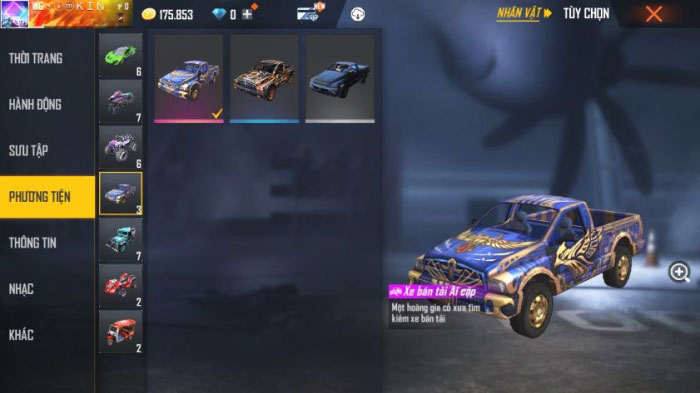 KIN
175.853
0
NEW
NHÂN VẬT
TÙY CHỌN
THỜI TRANG
HÀNH ĐỘNG
SƯU TẬP
PHƯƠNG TIỆN
THÔNG TIN
NHẠC
KHÁC
6
7
6
3
7
2
2
Xe bán tải Ai cập
Một hoàng gia cổ xưa tìm
kiếm xe bán tải